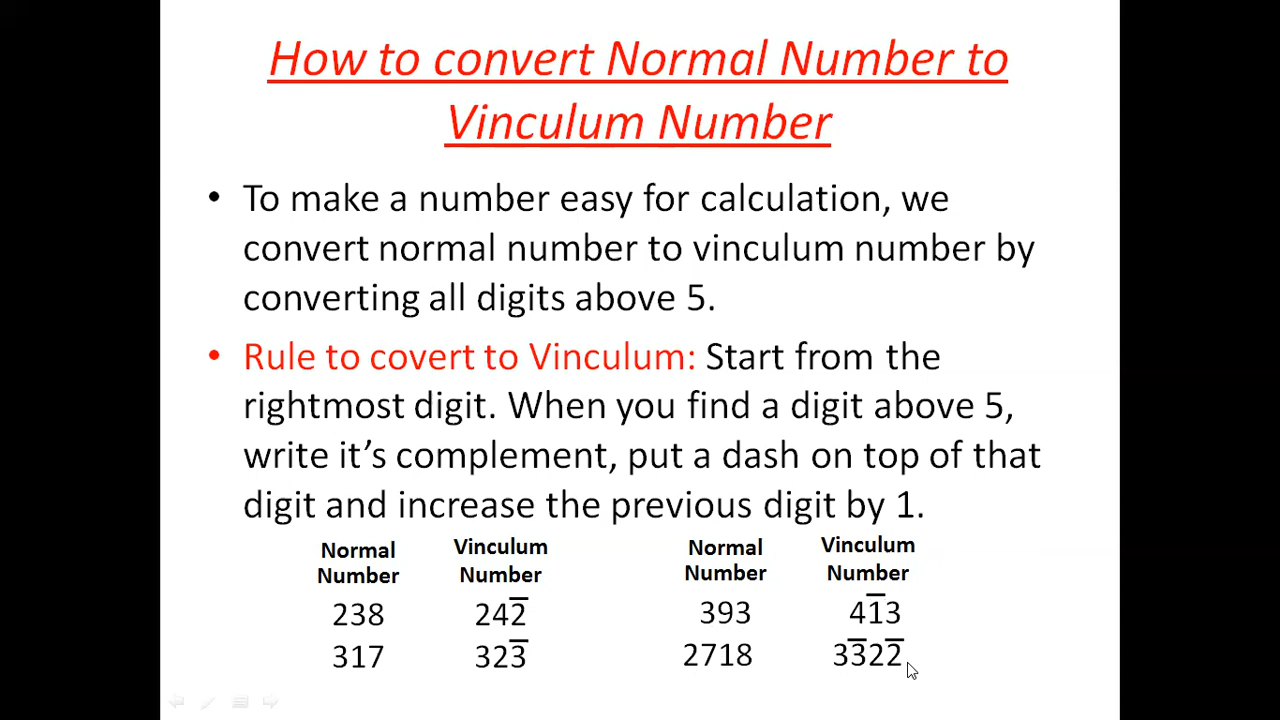 How to convert Normal Number to
Vinculum Number
• To make a number easy for calculation, we
convert normal number to vinculum number by
converting all digits above 5.
• Rule to covert to Vinculum: Start from the
rightmost digit. When you find a digit above 5,
write it’s complement, put a dash on top of that
digit and increase the previous digit by 1.
Normal Number Vinculum Number Normal Number Vinculum Number
238 242̅ 393 41̅3
317 323̅ 2718 33̅22̅